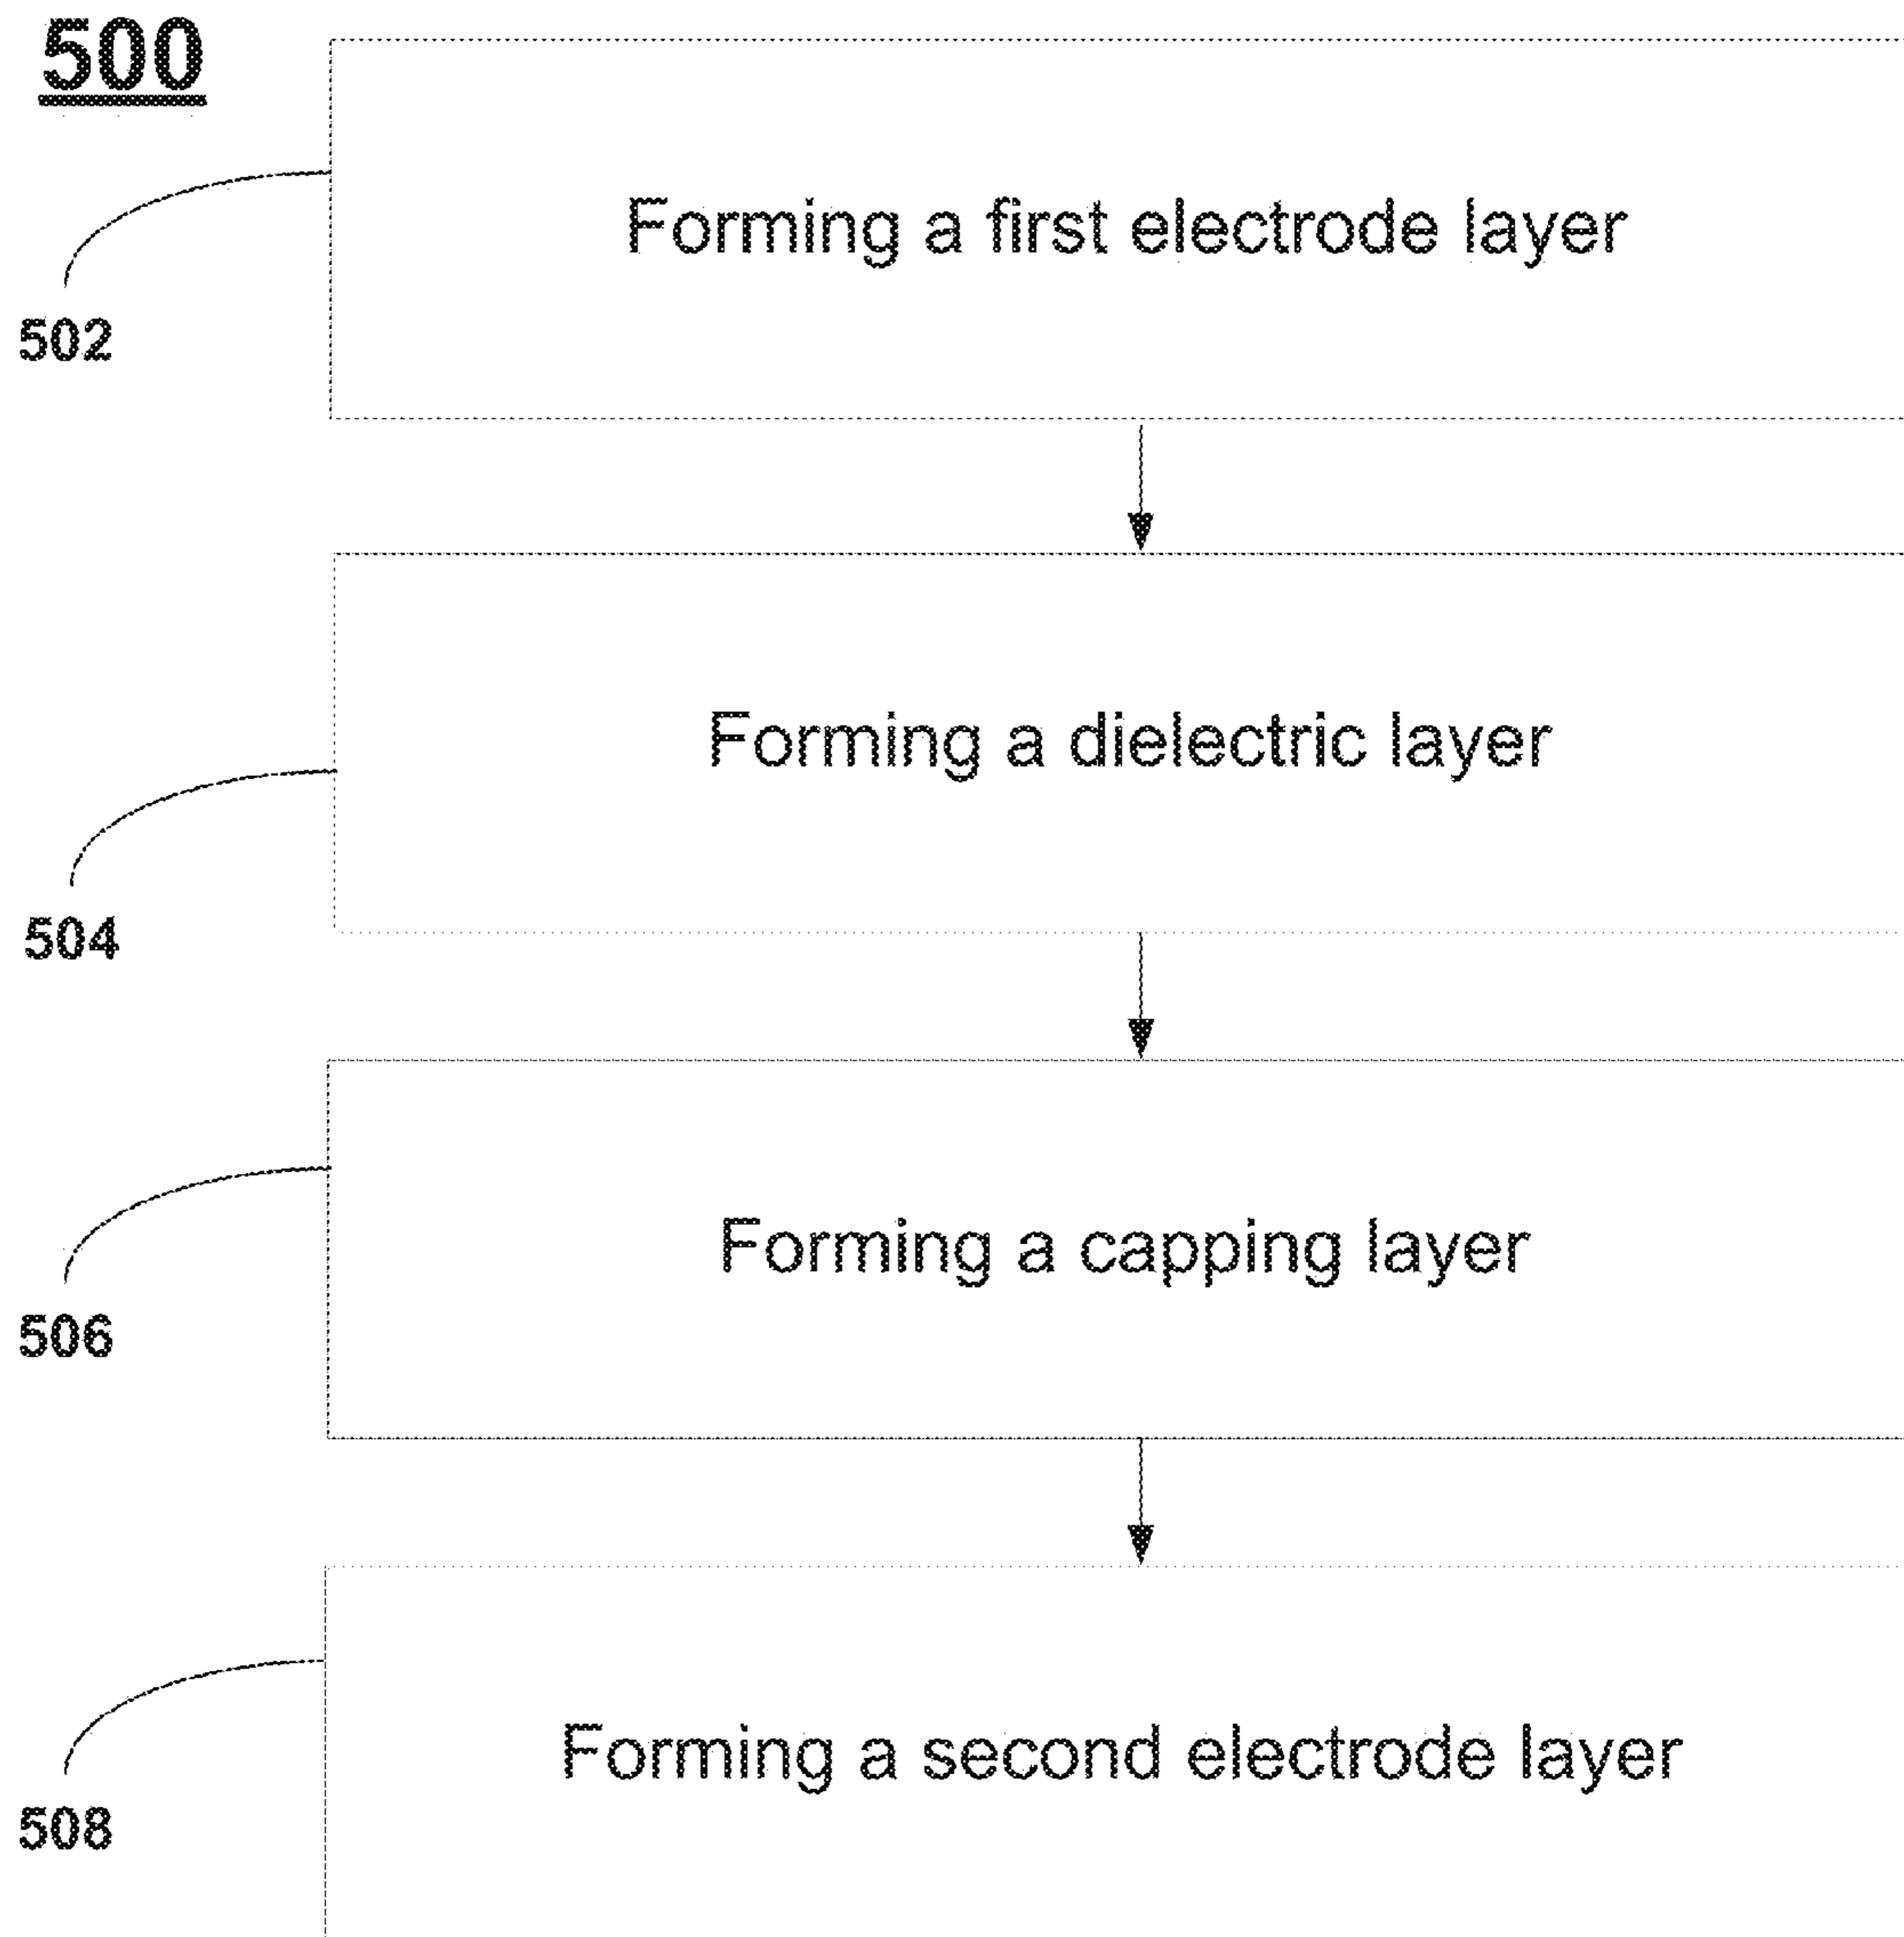 500
Forming a first electrode layer
502
Forming a dielectric layer
504
Forming a capping layer
506
Forming a second electrode layer
508